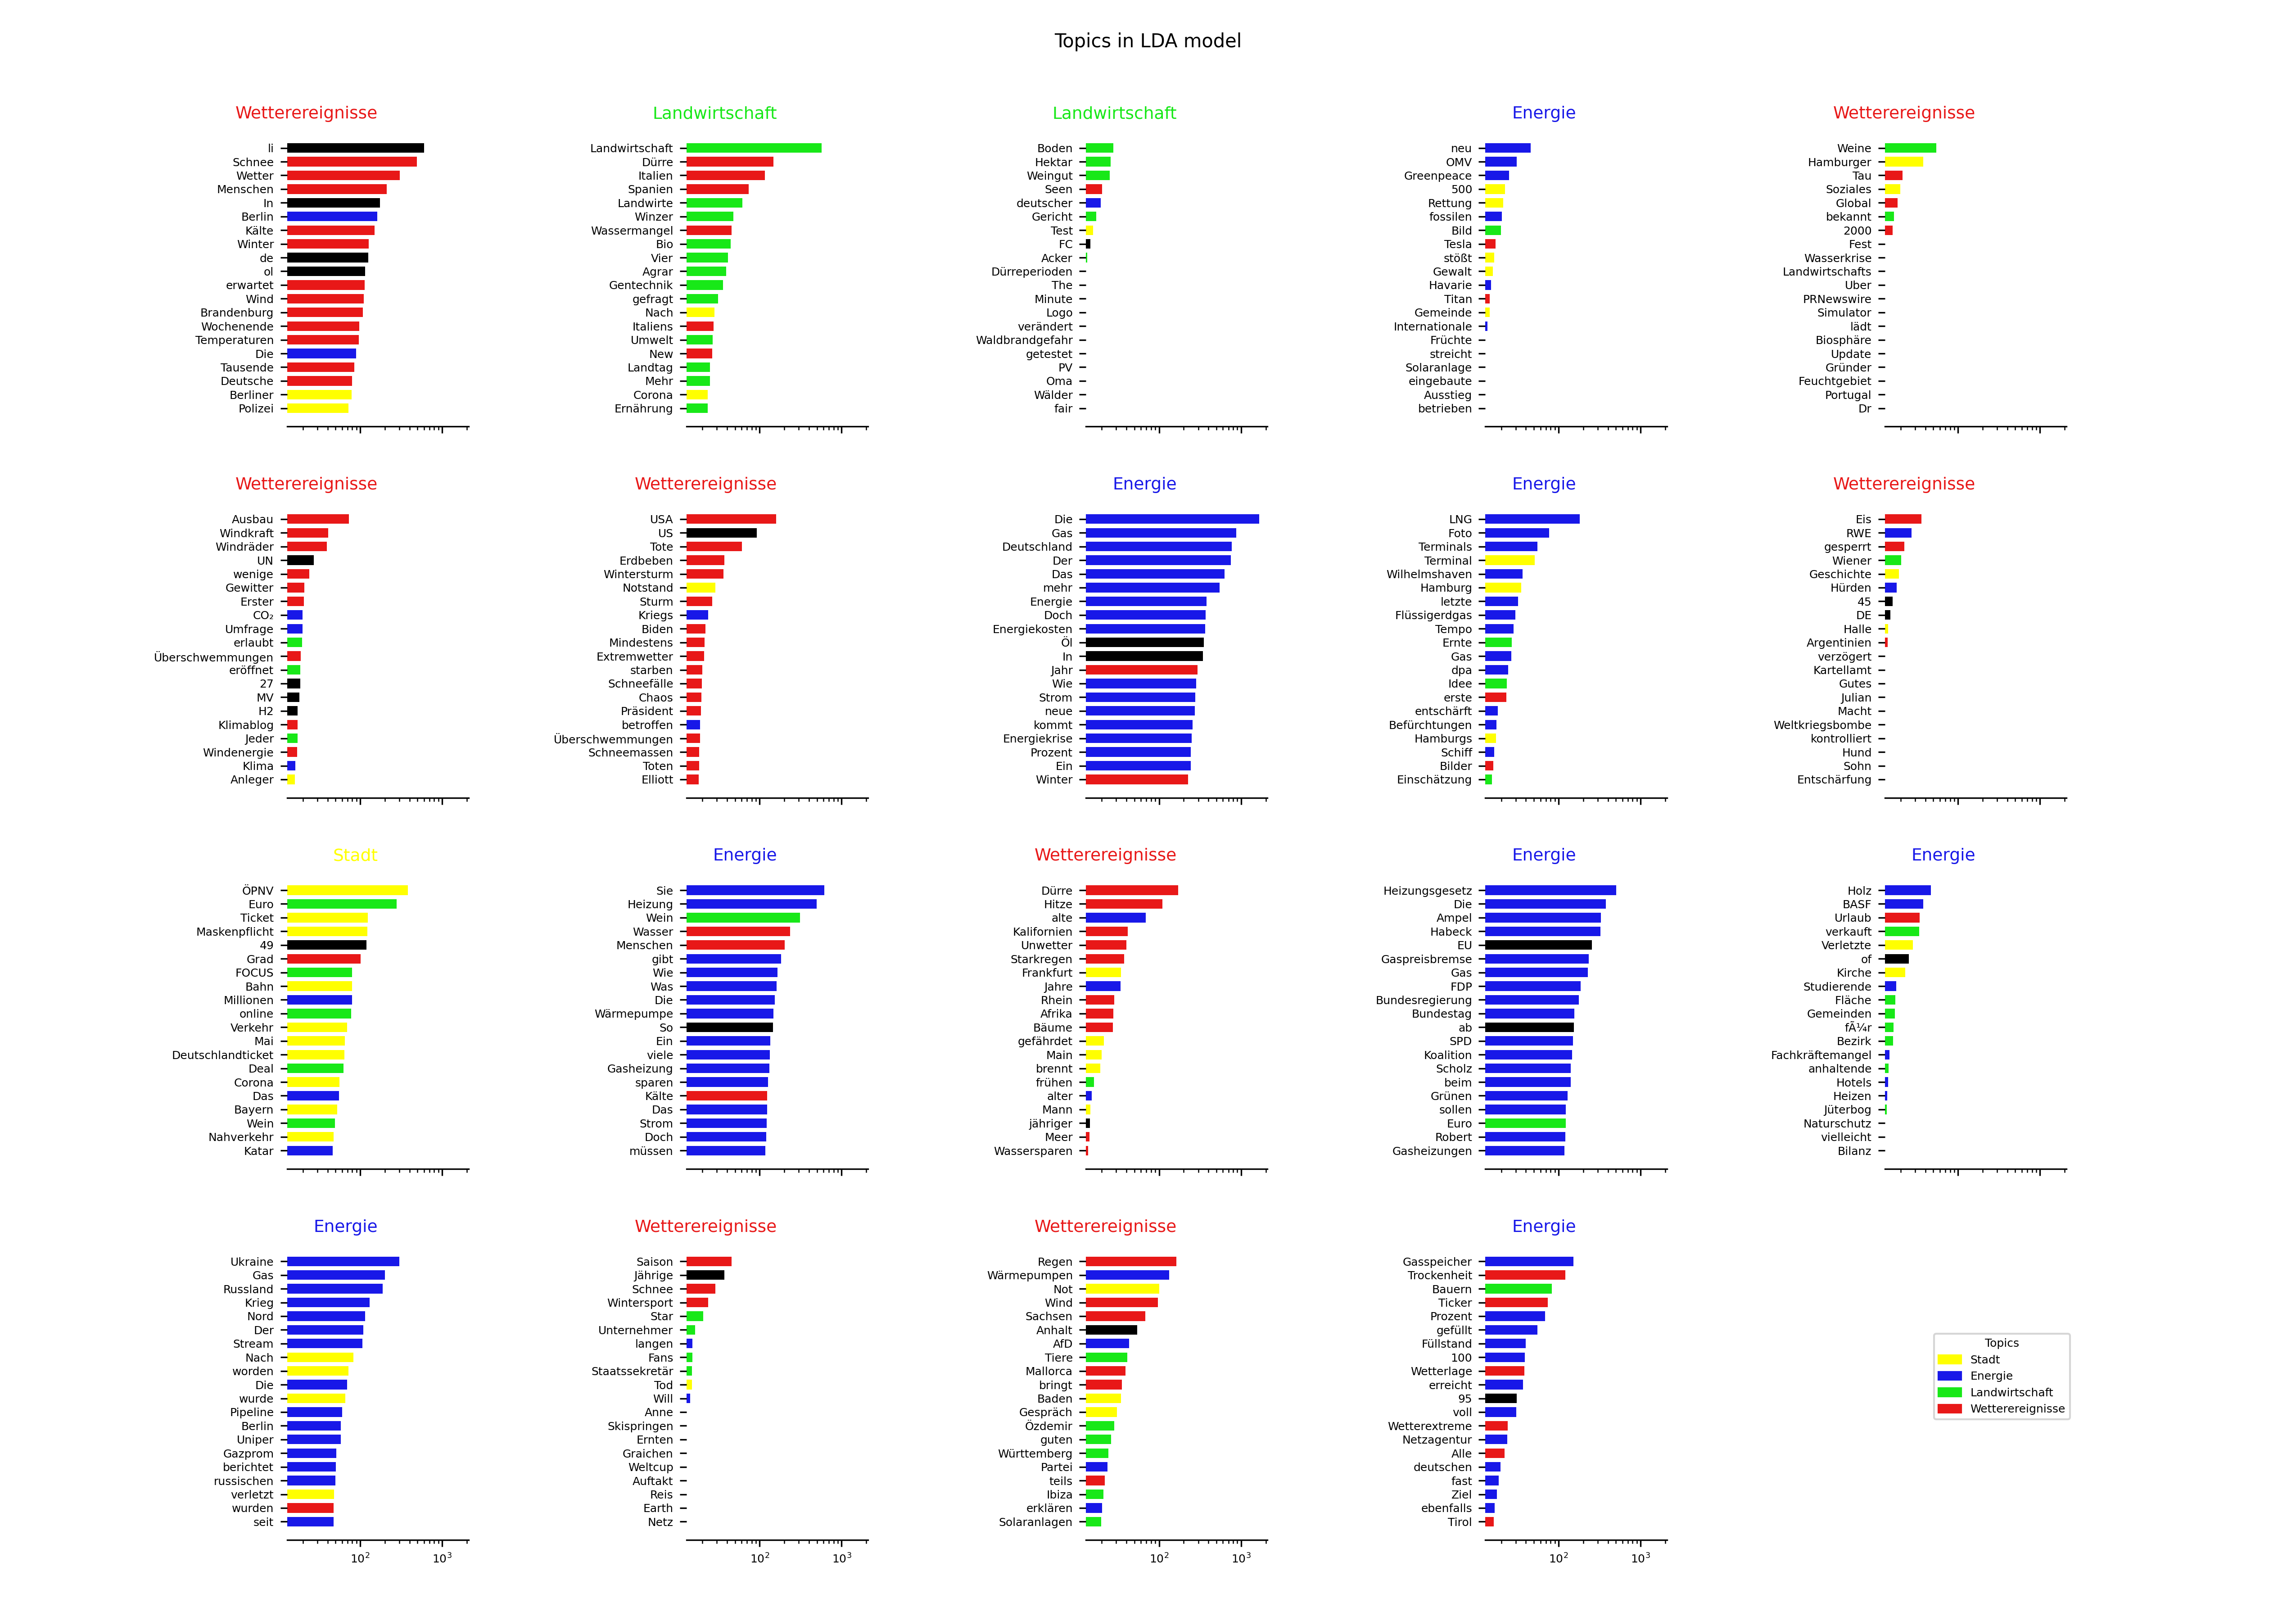 Topics in LDA model
Wetterereignisse
li
Schnee
Wetter
Menschen
In
Berlin
Kälte
Winter
de
ol
erwartet
Wind
Brandenburg
Wochenende
Temperaturen
Die
Tausende
Deutsche
Berliner
Polizei
Landwirtschaft
Landwirtschaft
Dürre
Italien
Spanien
Landwirte
Winzer
Wassermangel
Bio
Vier
Agrar
Gentechnik
gefragt
Nach
Italiens
Umwelt
New
Landtag
Mehr
Corona
Ernährung
Landwirtschaft
Boden
Hektar
Weingut
Seen
deutscher
Gericht
Test
FC
Acker
Dürreperioden
The
Minute
Logo
verändert
Waldbrandgefahr
getestet
PV
Oma
Wälder
fair
Energie
neu
OMV
Greenpeace
500
Rettung
fossilen
Bild
Tesla
stößt
Gewalt
Havarie
Titan
Gemeinde
Internationale
Früchte
streicht
Solaranlage
eingebaute
Ausstieg
betrieben
Wetterereignisse
Weine
Hamburger
Tau
Soziales
Global
bekannt
2000
Fest
Wasserkrise
Landwirtschafts
Uber
PRNewswire
Simulator
lädt
Biosphäre
Update
Gründer
Feuchtgebiet
Portugal
Dr
Wetterereignisse
Ausbau
Windkraft
Windräder
UN
wenige
Gewitter
Erster
CO₂
Umfrage
erlaubt
Überschwemmungen
eröffnet
27
MV
H2
Klimablog
Jeder
Windenergie
Klima
Anleger
Wetterereignisse
USA
US
Tote
Erdbeben
Wintersturm
Notstand
Sturm
Kriegs
Biden
Mindestens
Extremwetter
starben
Schneefälle
Chaos
Präsident
betroffen
Überschwemmungen
Schneemassen
Toten
Elliott
Energie
Die
Gas
Deutschland
Der
Das
mehr
Energie
Doch
Energiekosten
Öl
In
Jahr
Wie
Strom
neue
kommt
Energiekrise
Prozent
Ein
Winter
Energie
LNG
Foto
Terminals
Terminal
Wilhelmshaven
Hamburg
letzte
Flüssigerdgas
Tempo
Ernte
Gas
dpa
Idee
erste
entschärft
Befürchtungen
Hamburgs
Schiff
Bilder
Einschätzung
Wetterereignisse
Eis
RWE
gesperrt
Wiener
Geschichte
Hürden
45
DE
Halle
Argentinien
verzögert
Kartellamt
Gutes
Julian
Macht
Weltkriegsbombe
kontrolliert
Hund
Sohn
Entschärfung
Stadt
ÖPNV
Euro
Ticket
Maskenpflicht
49
Grad
FOCUS
Bahn
Millionen
online
Verkehr
Mai
Deutschlandticket
Deal
Corona
Das
Bayern
Wein
Nahverkehr
Katar
Energie
Sie
Heizung
Wein
Wasser
Menschen
gibt
Wie
Was
Die
Wärmepumpe
So
Ein
viele
Gasheizung
sparen
Kälte
Das
Strom
Doch
müssen
Wetterereignisse
Dürre
Hitze
alte
Kalifornien
Unwetter
Starkregen
Frankfurt
Jahre
Rhein
Afrika
Bäume
gefährdet
Main
brennt
frühen
alter
Mann
jähriger
Meer
Wassersparen
Energie
Heizungsgesetz
Die
Ampel
Habeck
EU
Gaspreisbremse
Gas
FDP
Bundesregierung
Bundestag
ab
SPD
Koalition
Scholz
beim
Grünen
sollen
Euro
Robert
Gasheizungen
Energie
Holz
BASF
Urlaub
verkauft
Verletzte
of
Kirche
Studierende
Fläche
Gemeinden
fÃ¼r
Bezirk
Fachkräftemangel
anhaltende
Hotels
Heizen
Jüterbog
Naturschutz
vielleicht
Bilanz
Energie
Ukraine
Gas
Russland
Krieg
Nord
Der
Stream
Nach
worden
Die
wurde
Pipeline
Berlin
Uniper
Gazprom
berichtet
russischen
verletzt
wurden
seit
10² 10³
Wetterereignisse
Saison
Jährige
Schnee
Wintersport
Star
Unternehmer
langen
Fans
Staatssekretär
Tod
Will
Anne
Skispringen
Ernten
Graichen
Weltcup
Auftakt
Reis
Earth
Netz
10² 10³
Wetterereignisse
Regen
Wärmepumpen
Not
Wind
Sachsen
Anhalt
AfD
Tiere
Mallorca
bringt
Baden
Gespräch
Özdemir
guten
Württemberg
Partei
teils
Ibiza
erklären
Solaranlagen
10² 10³
Energie
Gasspeicher
Trockenheit
Bauern
Ticker
Prozent
gefüllt
Füllstand
100
Wetterlage
erreicht
95
voll
Wetterextreme
Netzagentur
Alle
deutschen
fast
Ziel
ebenfalls
Tirol
10² 10³
Topics
Stadt
Energie
Landwirtschaft
Wetterereignisse